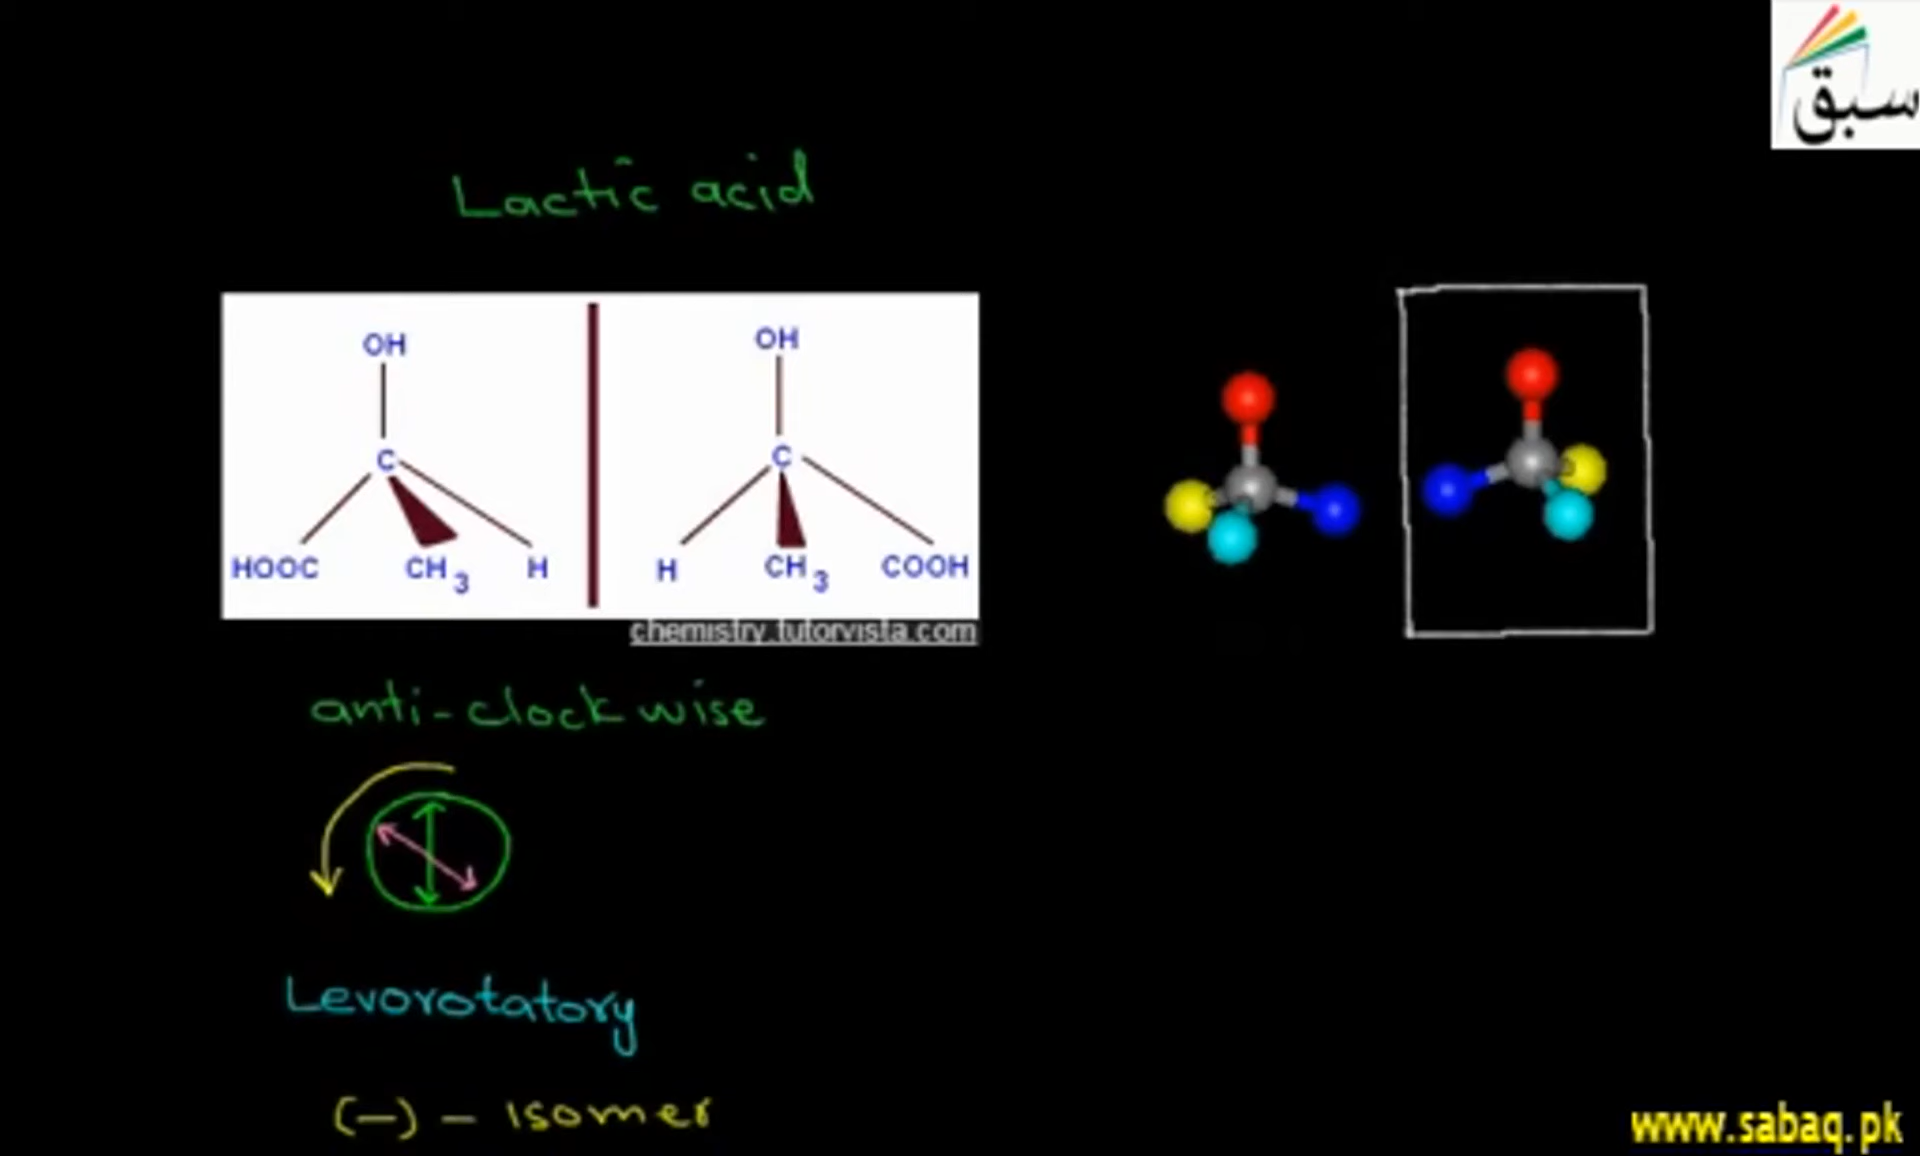 سبق
Lactic acid
OH
C
HOOC CH3 H
OH
C
H CH3 COOH
chemistry.tutorvista.com
anti-clockwise
Levorotatory
(-) - isomer
www.sabaq.pk